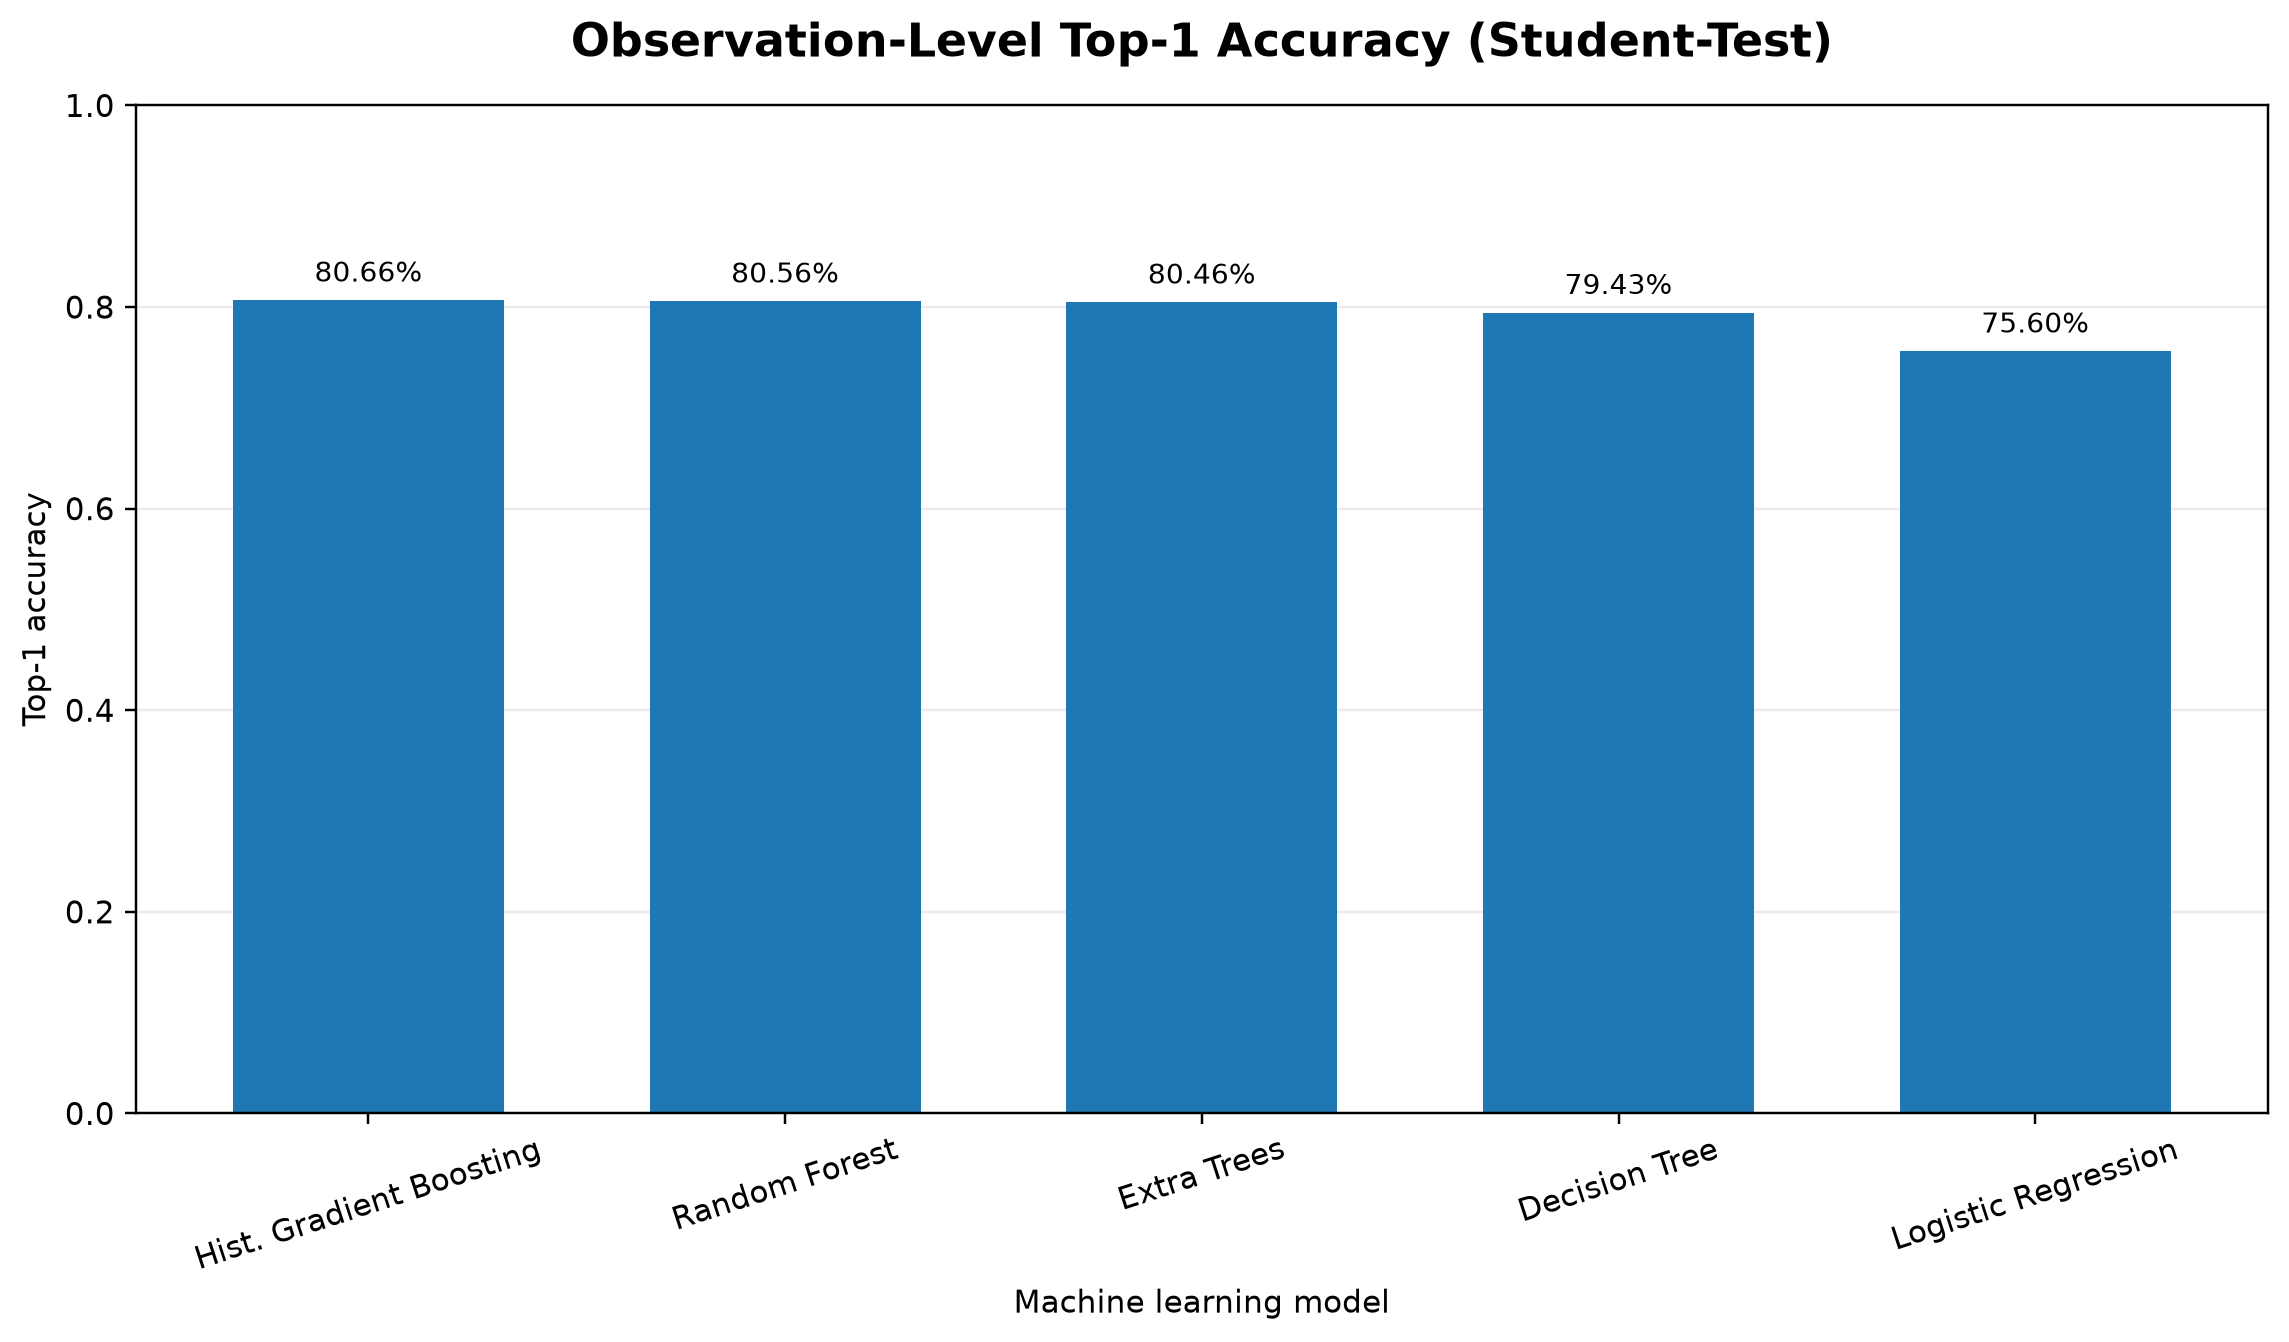 Observation-Level Top-1 Accuracy (Student-Test)
1.0
0.8
0.6
0.4
0.2
0.0
Top-1 accuracy
80.66%
80.56%
80.46%
79.43%
75.60%
Hist. Gradient Boosting
Random Forest
Extra Trees
Decision Tree
Logistic Regression
Machine learning model